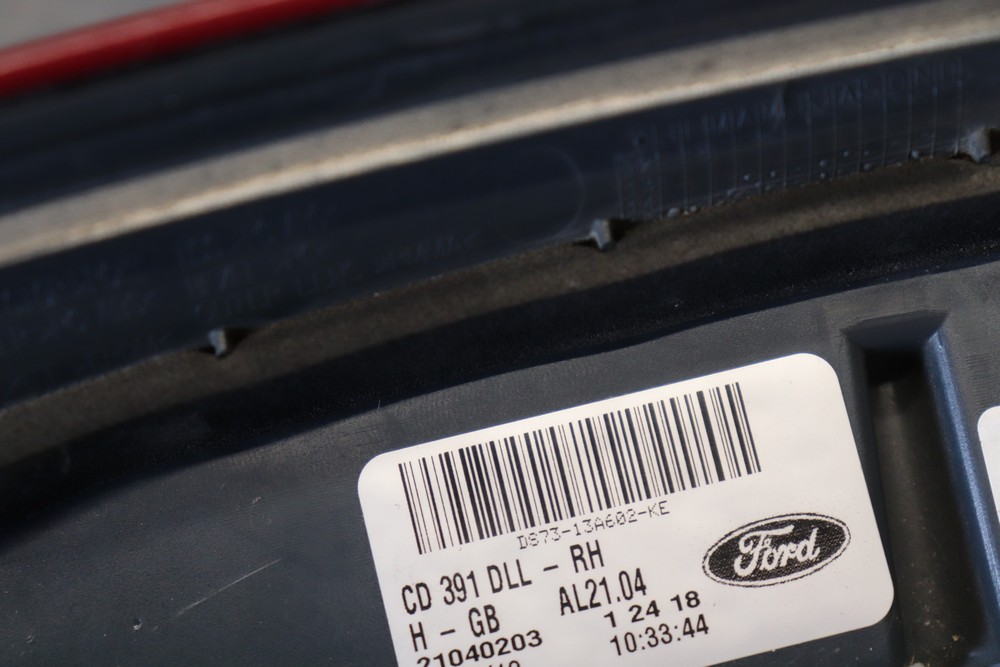 DS73-13A602-KE
CD 391 DLL - RH
Ford
H - GB
AL21.04
21040203
1 24 18
10:33:44